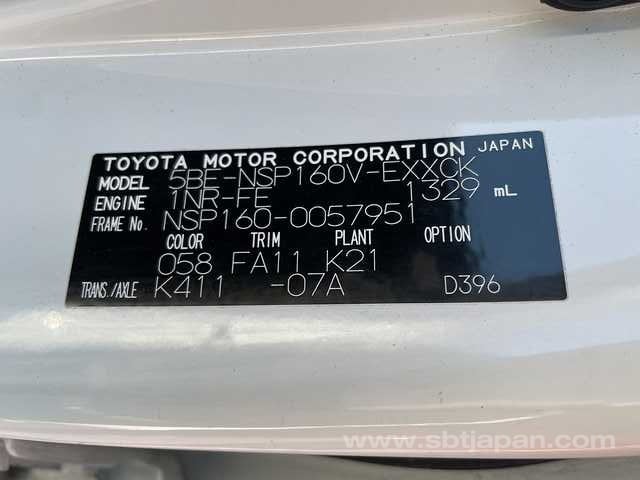 TOYOTA MOTOR CORPORATION JAPAN
MODEL 5BE-NSP160V-EXXCK
ENGINE 1NR-FE 1329 mL
FRAME No. NSP160-0057951
COLOR TRIM PLANT OPTION
058 FA11 K21
TRANS./AXLE K411 -07A D396
www.sbtjapan.com